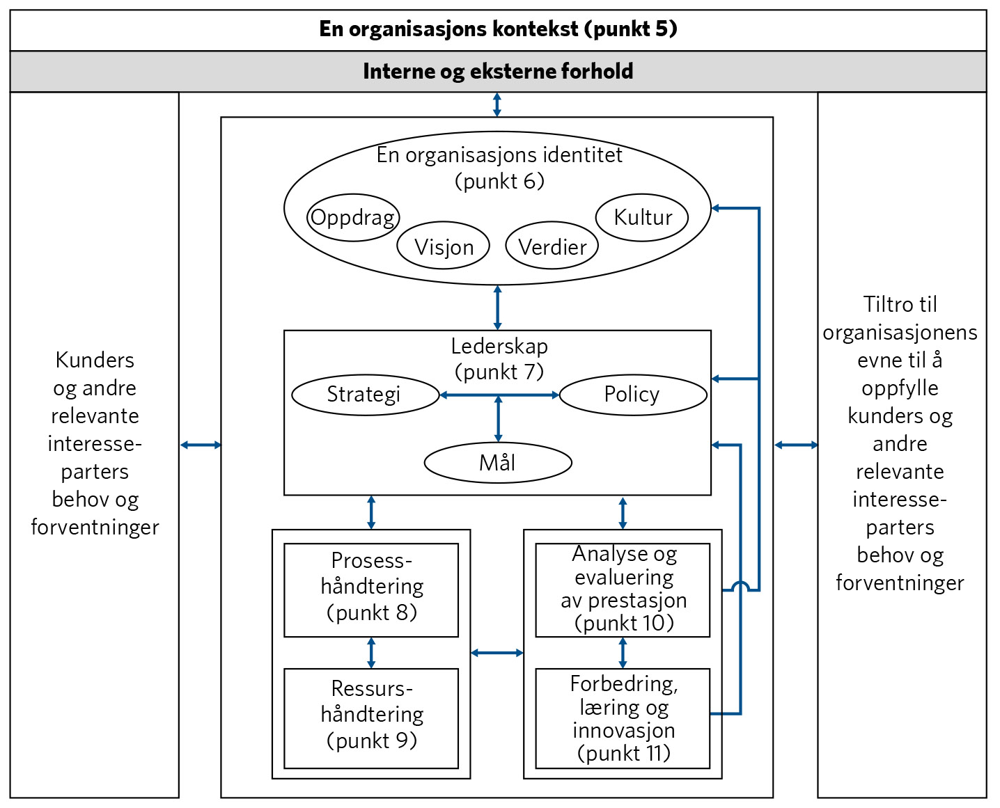 En organisasjons kontekst (punkt 5)
Interne og eksterne forhold
Kunders
og andre
relevante
interesse-
parters
behov og
forventninger
En organisasjons identitet
(punkt 6)
Oppdrag
Visjon
Verdier
Kultur
Lederskap
(punkt 7)
Strategi
Policy
Mål
Prosess-
håndtering
(punkt 8)
Ressurs-
håndtering
(punkt 9)
Analyse og
evaluering
av prestasjon
(punkt 10)
Forbedring,
læring og
innovasjon
(punkt 11)
Tiltro til
organisasjonens
evne til å
oppfylle
kunders og
andre
relevante
interesse-
parters
behov og
forventninger